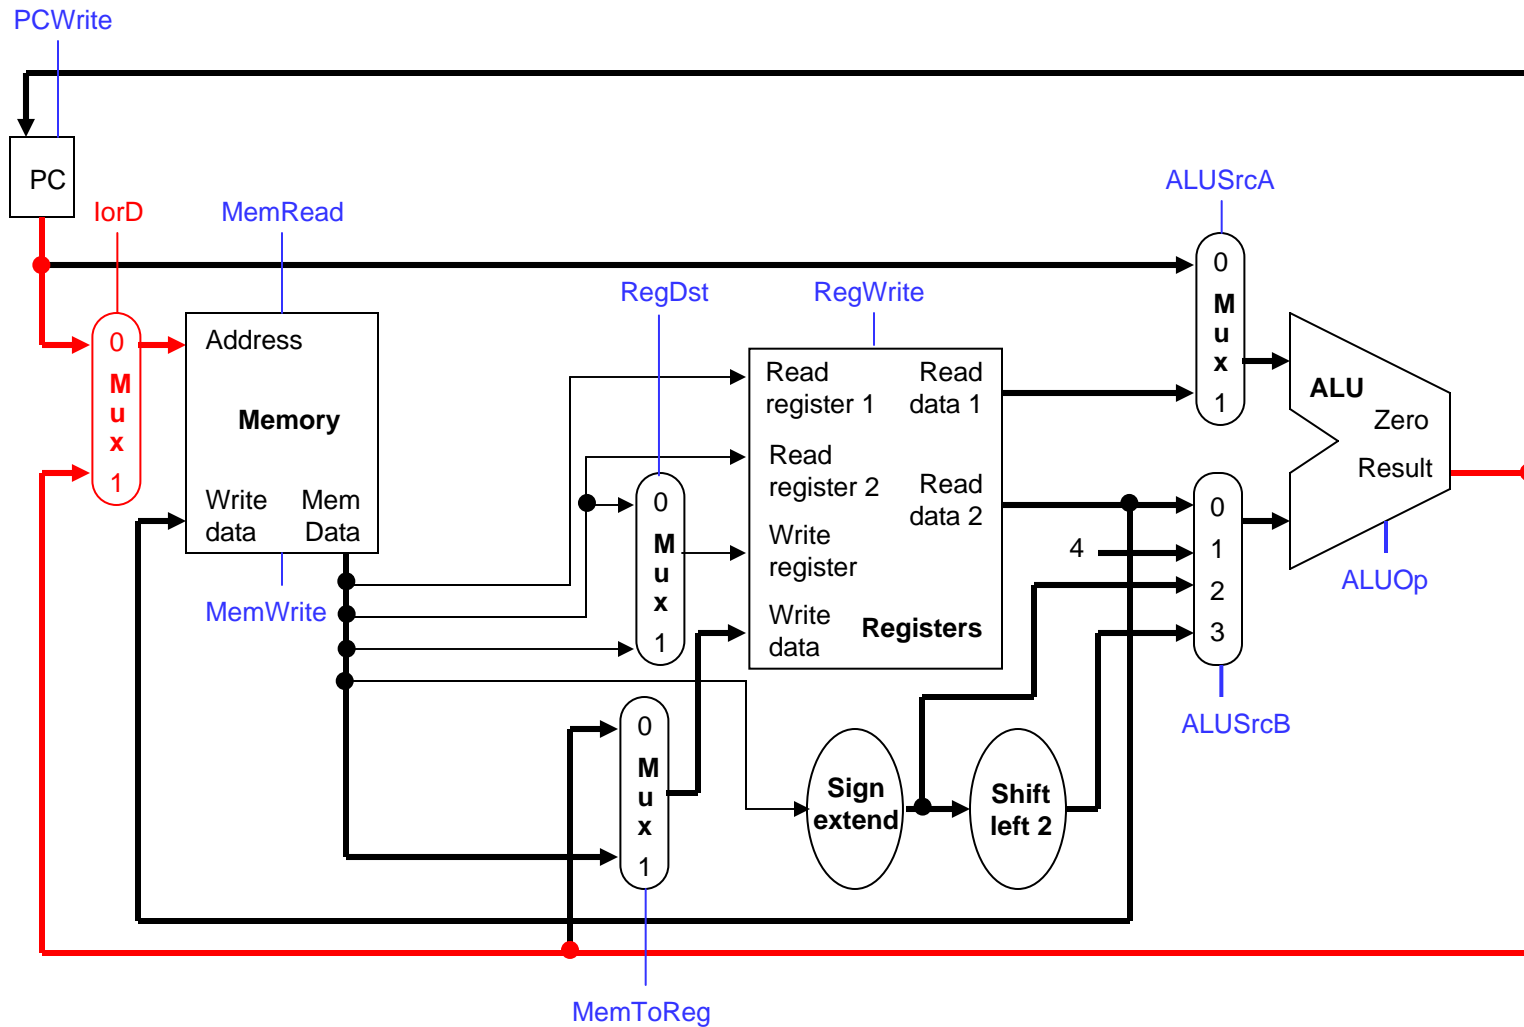 PCWrite
PC
IorD
MemRead
ALUSrcA
RegDst
RegWrite
0
M
u
x
1
Address
Memory
Write
data
Mem
Data
MemWrite
0
M
u
x
1
Read
register 1
Read
data 1
Read
register 2
Read
data 2
Write
register
Write
data
Registers
0
M
u
x
1
ALU
Zero
Result
ALUOp
4
0
1
2
3
ALUSrcB
0
M
u
x
1
MemToReg
Sign
extend
Shift
left 2